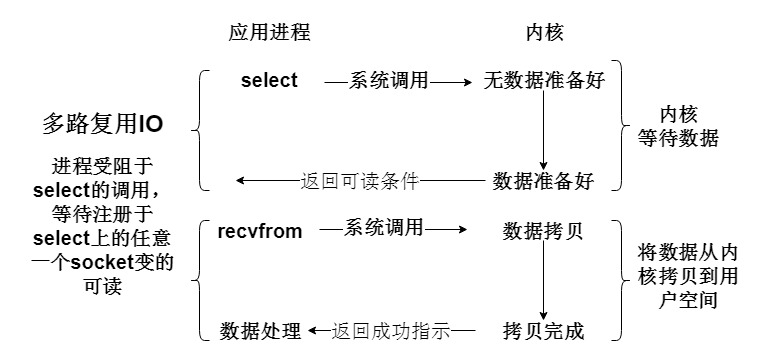 应用进程 内核
select 系统调用 无数据准备好
多路复用IO
进程受阻于
select的调用，
等待注册于
select上的任意
一个socket变的
可读
内核
等待数据
返回可读条件 数据准备好
recvfrom 系统调用 数据拷贝
将数据从内
核拷贝到用
户空间
数据处理 返回成功指示 拷贝完成